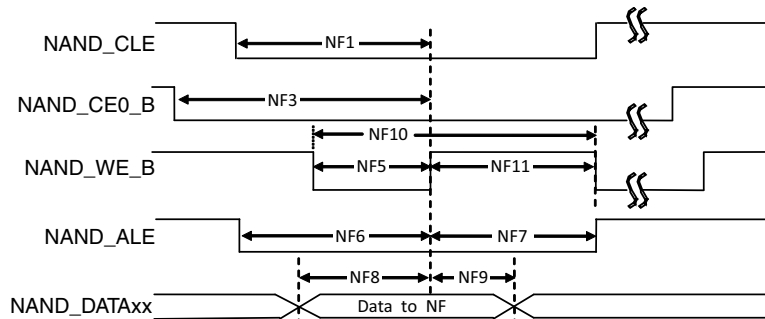 NAND_CLE
NF1
NAND_CE0_B
NF3
NF10
NAND_WE_B
NF5
NF11
NAND_ALE
NF6
NF7
NF8
NF9
NAND_DATAxx
Data to NF